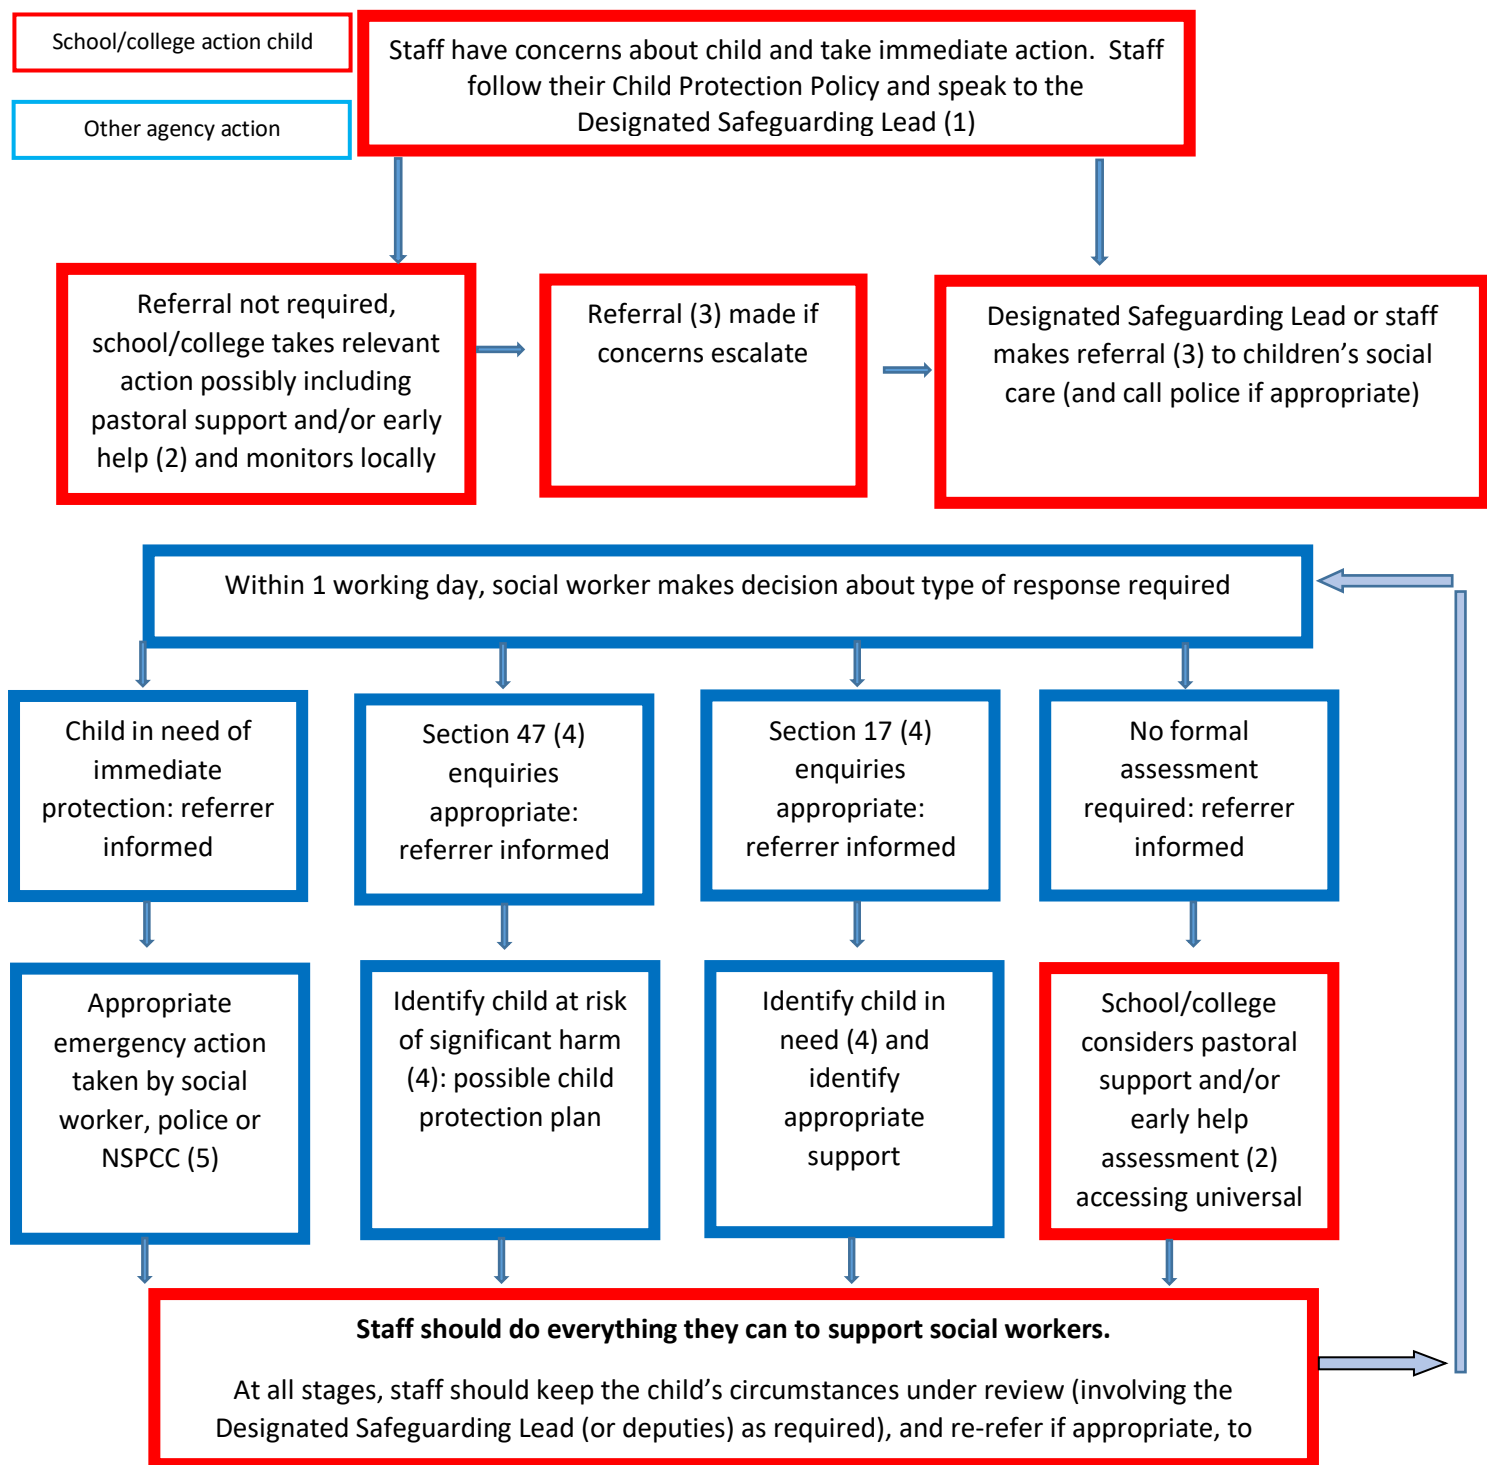 School/college action child
Other agency action
Staff have concerns about child and take immediate action.  Staff
follow their Child Protection Policy and speak to the
Designated Safeguarding Lead (1)
Referral not required,
school/college takes relevant
action possibly including
pastoral support and/or early
help (2) and monitors locally
Referral (3) made if
concerns escalate
Designated Safeguarding Lead or staff
makes referral (3) to children’s social
care (and call police if appropriate)
Within 1 working day, social worker makes decision about type of response required
Child in need of
immediate
protection: referrer
informed
Section 47 (4)
enquiries
appropriate:
referrer informed
Section 17 (4)
enquiries
appropriate:
referrer informed
No formal
assessment
required: referrer
informed
Appropriate
emergency action
taken by social
worker, police or
NSPCC (5)
Identify child at risk
of significant harm
(4): possible child
protection plan
Identify child in
need (4) and
identify
appropriate
support
School/college
considers pastoral
support and/or
early help
assessment (2)
accessing universal
Staff should do everything they can to support social workers.
At all stages, staff should keep the child’s circumstances under review (involving the
Designated Safeguarding Lead (or deputies) as required), and re-refer if appropriate, to